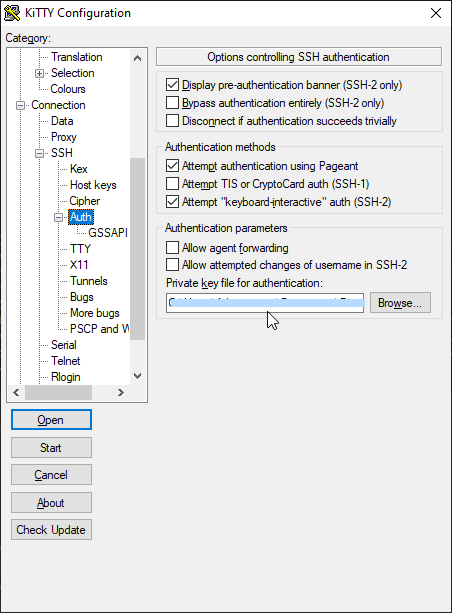 KiTTY Configuration
Category:
Translation
Selection
Colours
Connection
Data
Proxy
SSH
Kex
Host keys
Cipher
Auth
GSSAPI
TTY
X11
Tunnels
Bugs
More bugs
PSCP and W
Serial
Telnet
Rlogin
Open
Start
Cancel
About
Check Update
Options controlling SSH authentication
Display pre-authentication banner (SSH-2 only)
Bypass authentication entirely (SSH-2 only)
Disconnect if authentication succeeds trivially
Authentication methods
Attempt authentication using Pageant
Attempt TIS or CryptoCard auth (SSH-1)
Attempt "keyboard-interactive" auth (SSH-2)
Authentication parameters
Allow agent forwarding
Allow attempted changes of username in SSH-2
Private key file for authentication:
Browse...